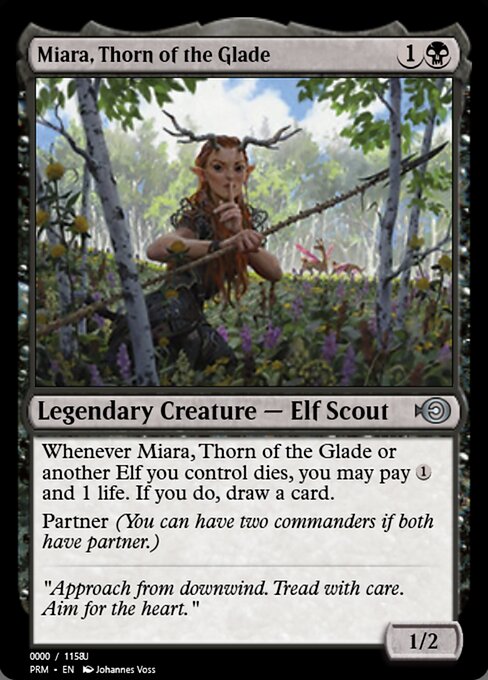 Miara, Thorn of the Glade 1
Legendary Creature — Elf Scout
Whenever Miara, Thorn of the Glade or
another Elf you control dies, you may pay 1
and 1 life. If you do, draw a card.
Partner (You can have two commanders if both
have partner.)
"Approach from downwind. Tread with care.
Aim for the heart."
1/2
0000 / 1158U
PRM • EN Johannes Voss